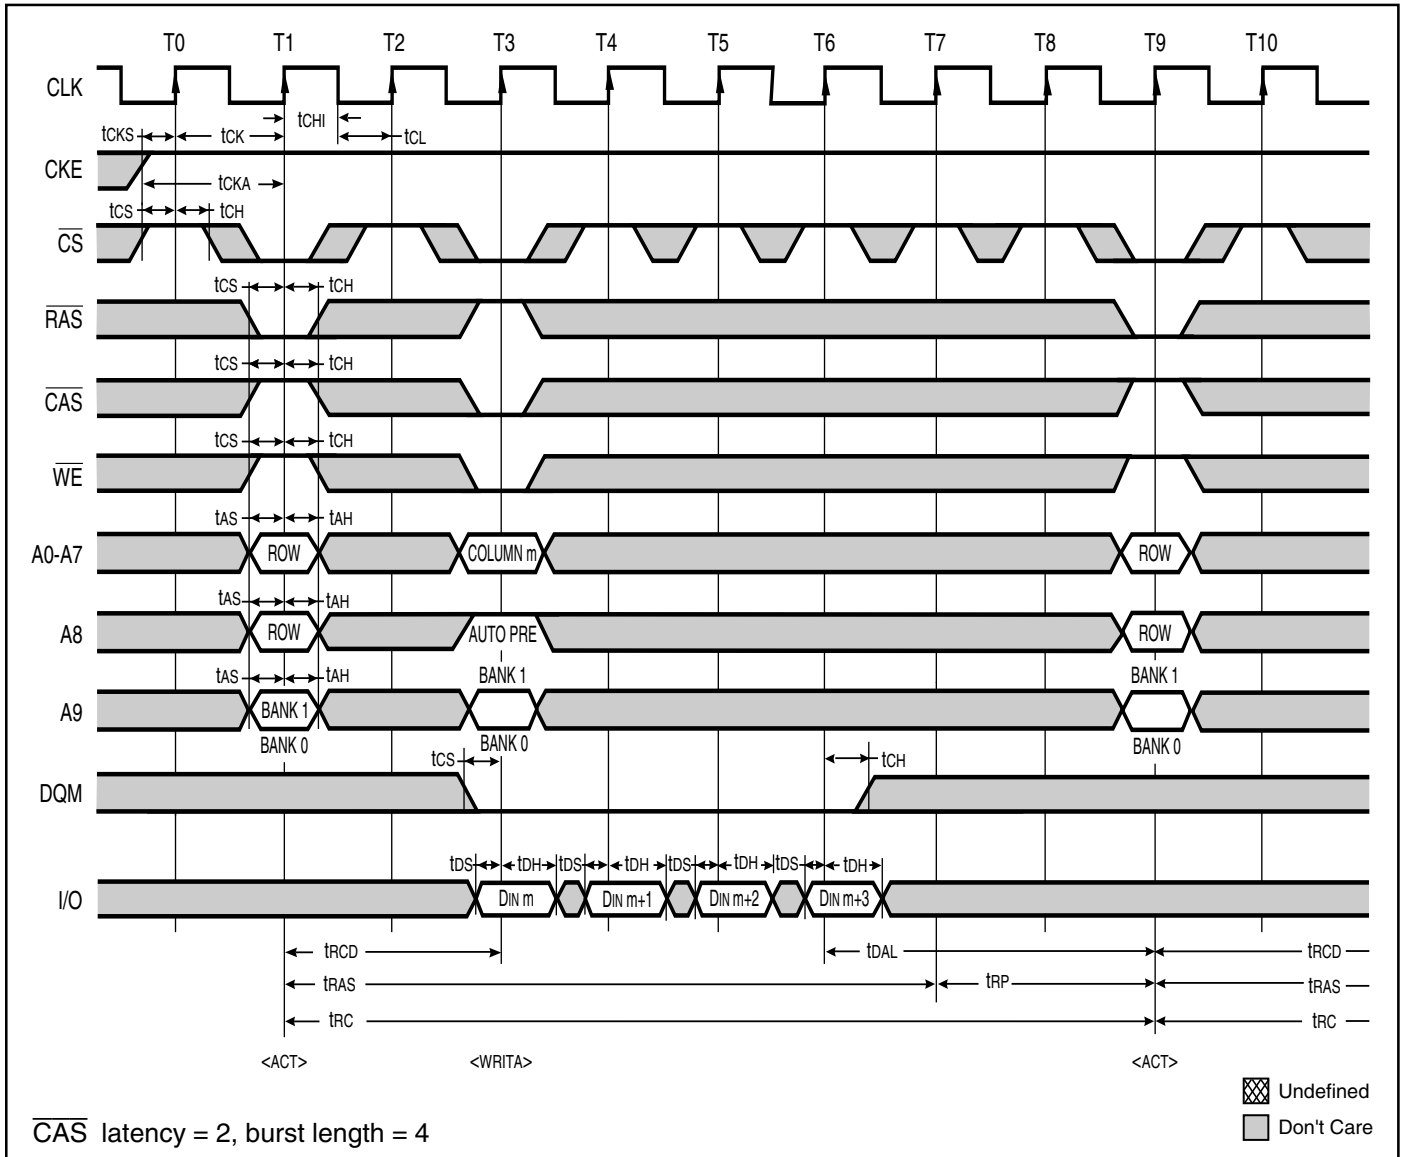 T0 T1 T2 T3 T4 T5 T6 T7 T8 T9 T10
CLK
tCHI
tCKS tCK tCL
CKE
tCKA
tCS tCH
CS
tCS tCH
RAS
tCS tCH
CAS
tCS tCH
WE
tAS tAH
A0-A7 ROW COLUMN m ROW
tAS tAH
A8 ROW AUTO PRE ROW
tAS tAH BANK 1 BANK 1
A9 BANK 1
BANK 0 BANK 0 BANK 0
tCS tCH
DQM
tDS tDH tDS tDH tDS tDH tDS tDH
I/O DIN m DIN m+1 DIN m+2 DIN m+3
tRCD tDAL tRCD
tRAS tRP tRAS
tRC tRC
<ACT> <WRITA> <ACT>
Undefined
CAS latency = 2, burst length = 4 Don't Care